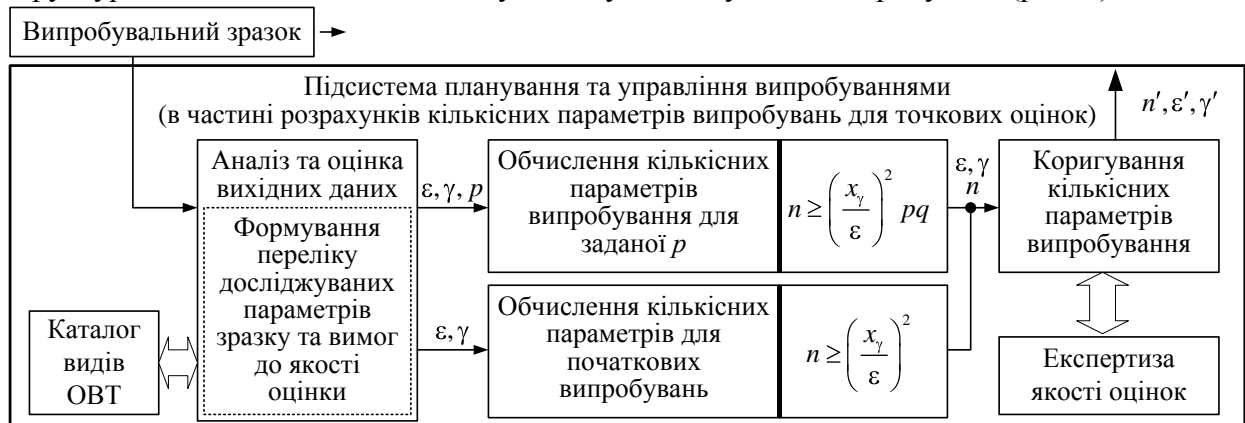 Випробувальний зразок
Підсистема планування та управління випробуваннями
(в частині розрахунків кількісних параметрів випробувань для точкових оцінок)
n′, ε′, γ′
Аналіз та оцінка
вихідних даних
Формування
переліку
досліджуваних
параметрів
зразку та вимог
до якості
оцінки
Каталог
видів
ОВТ
ε, γ, p
Обчислення кількісних
параметрів
випробування для
заданої p
n ≥ (x_γ / ε)² pq
ε, γ
n
Коригування
кількісних
параметрів
випробування
ε, γ
Обчислення кількісних
параметрів для
початкових
випробувань
n ≥ (x_γ / ε)²
Експертиза
якості оцінок